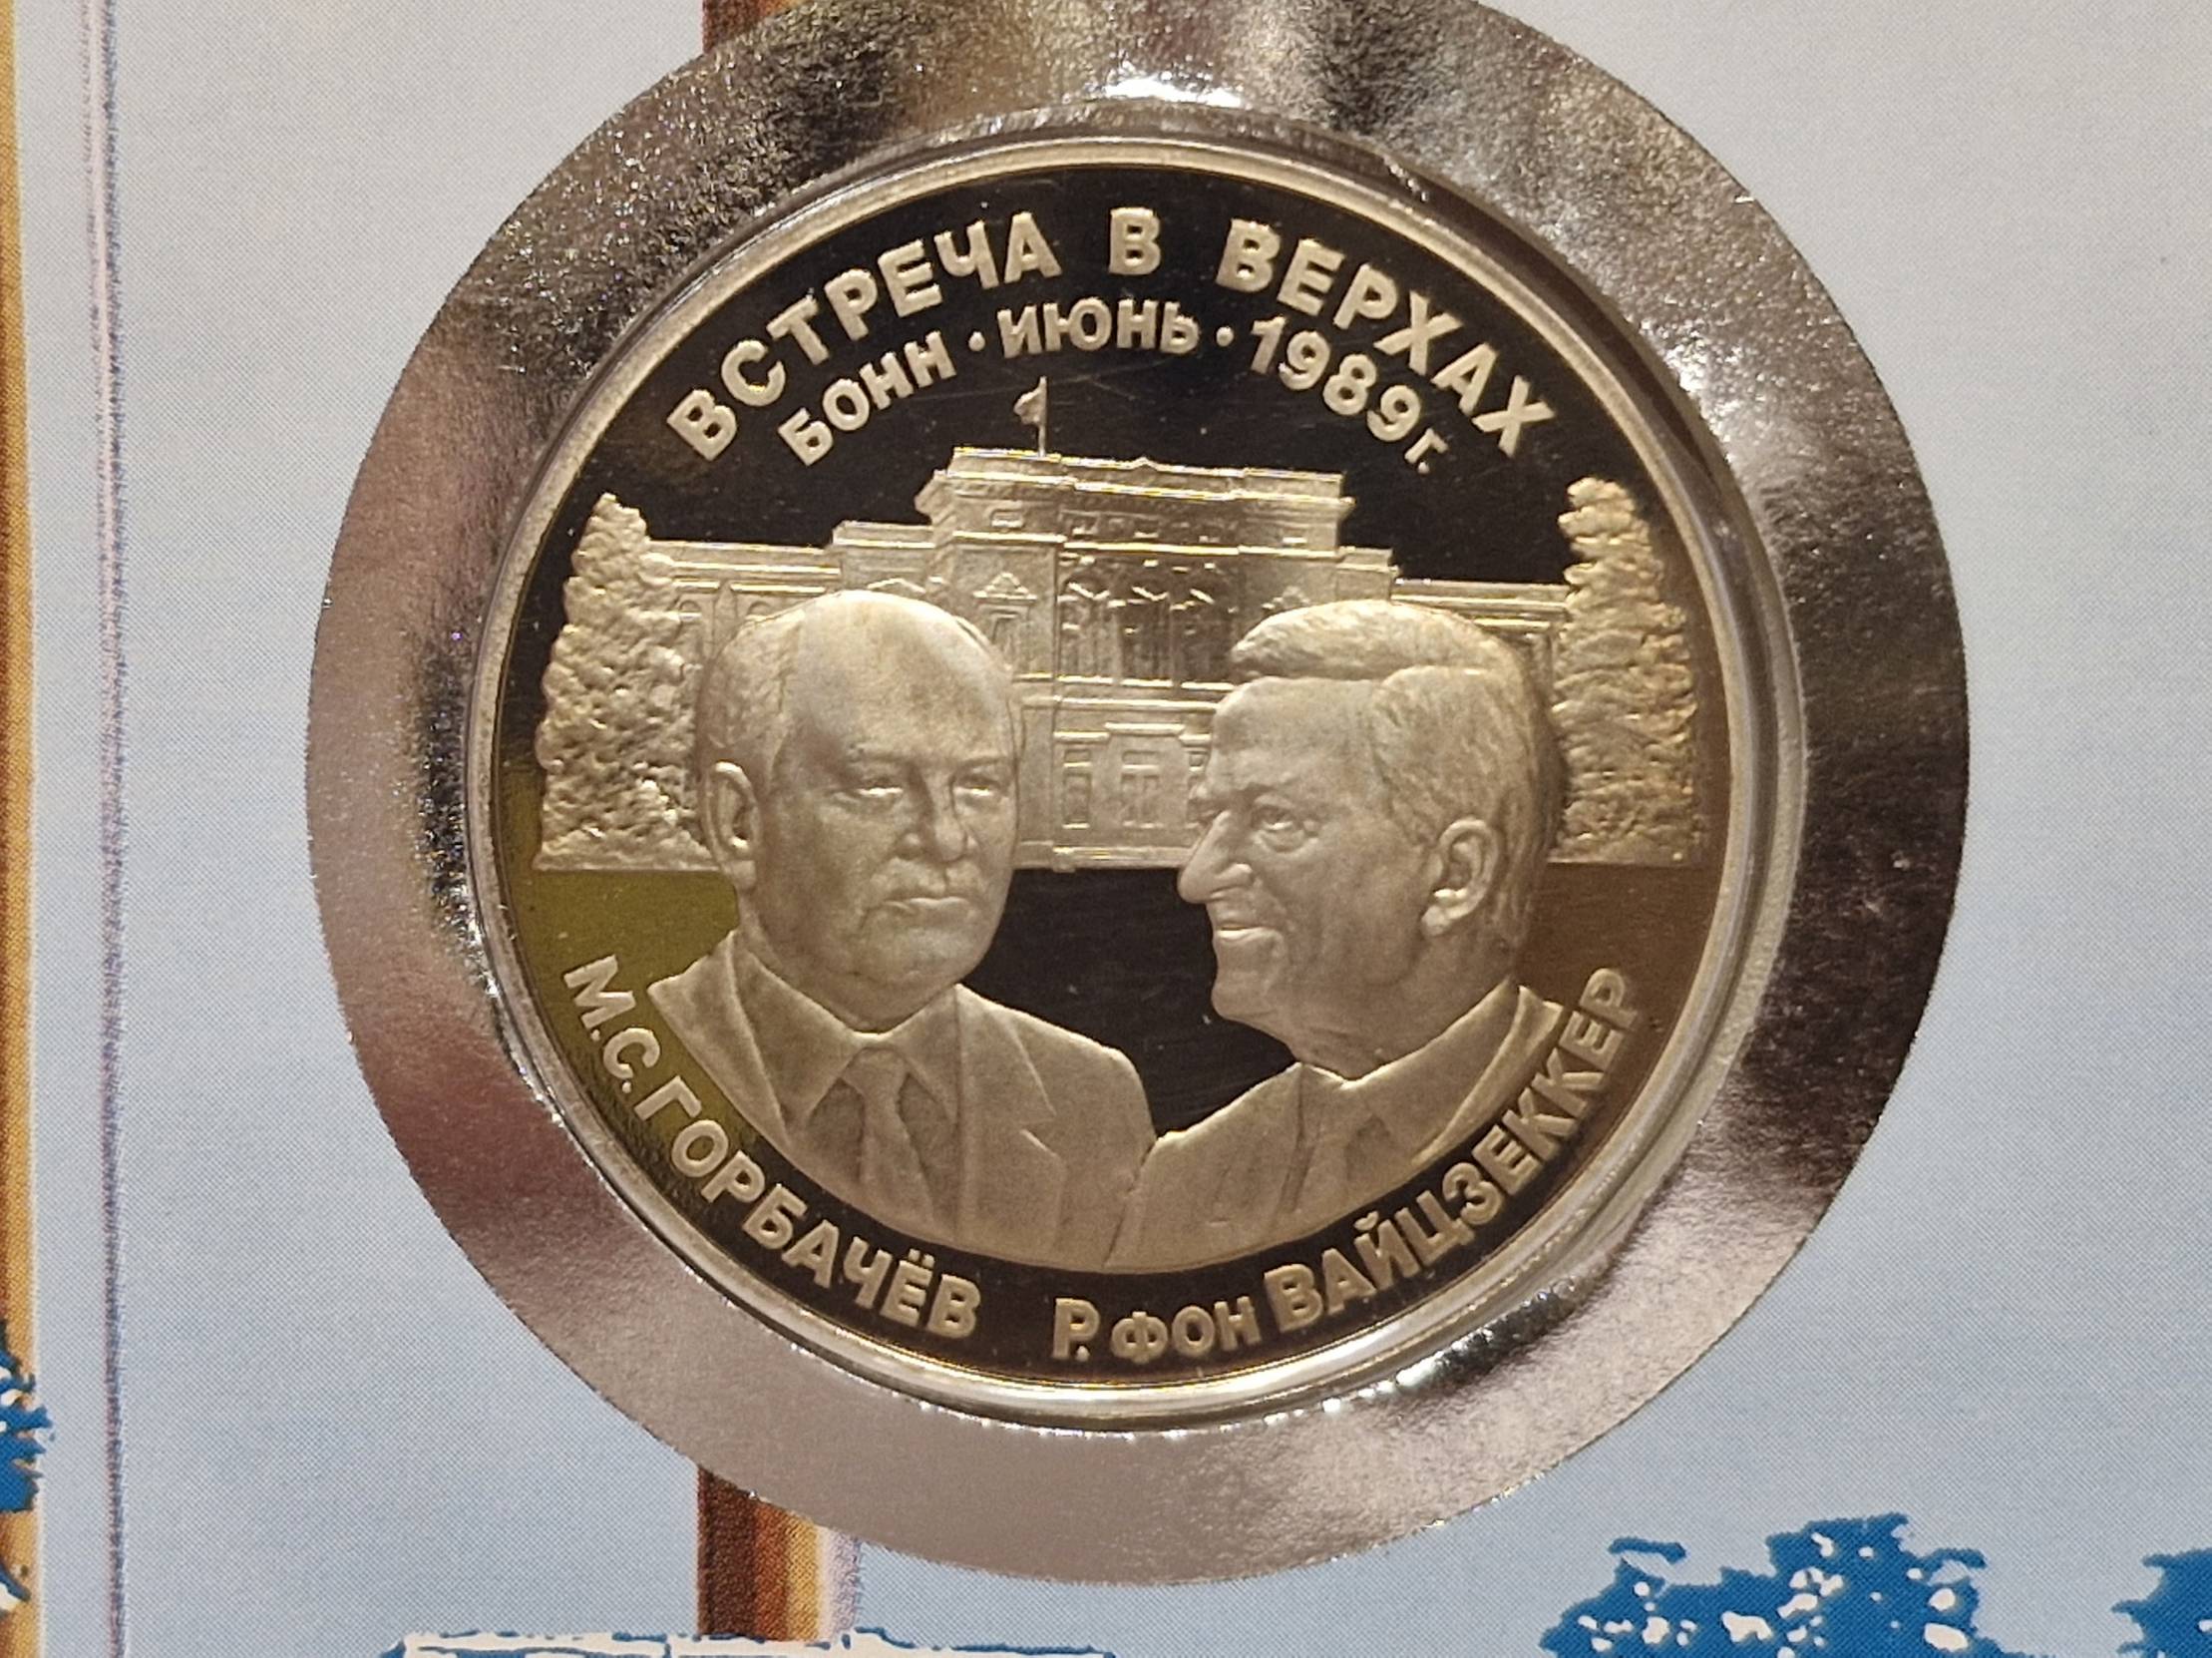 ВСТРЕЧА В ВЕРХАХ
БОНН · ИЮНЬ · 1989г.
М.С. ГОРБАЧЁВ Р. ФОН ВАЙЦЗЕККЕР